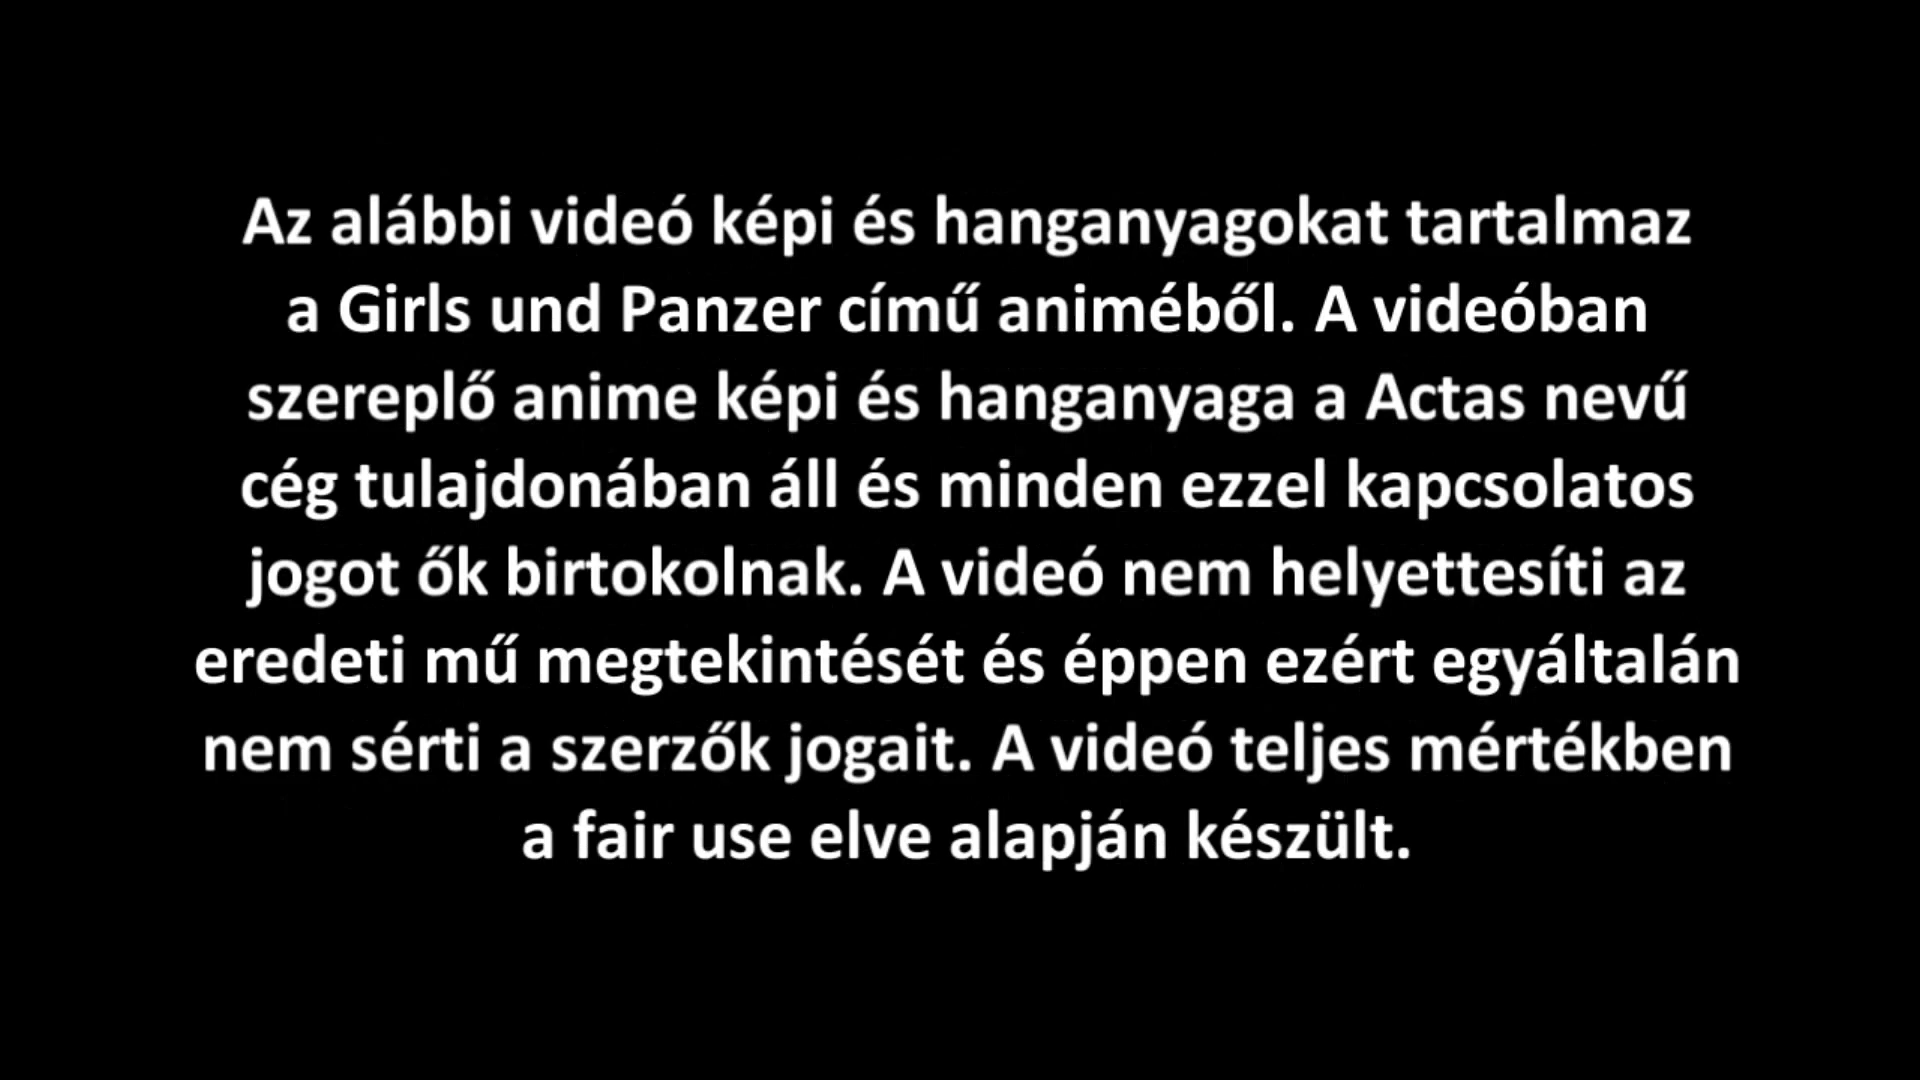 Az alábbi videó képi és hanganyagokat tartalmaz
a Girls und Panzer című animéből. A videóban
szereplő anime képi és hanganyaga a Actas nevű
cég tulajdonában áll és minden ezzel kapcsolatos
jogot ők birtokolnak. A videó nem helyettesíti az
eredeti mű megtekintését és éppen ezért egyáltalán
nem sérti a szerzők jogait. A videó teljes mértékben
a fair use elve alapján készült.